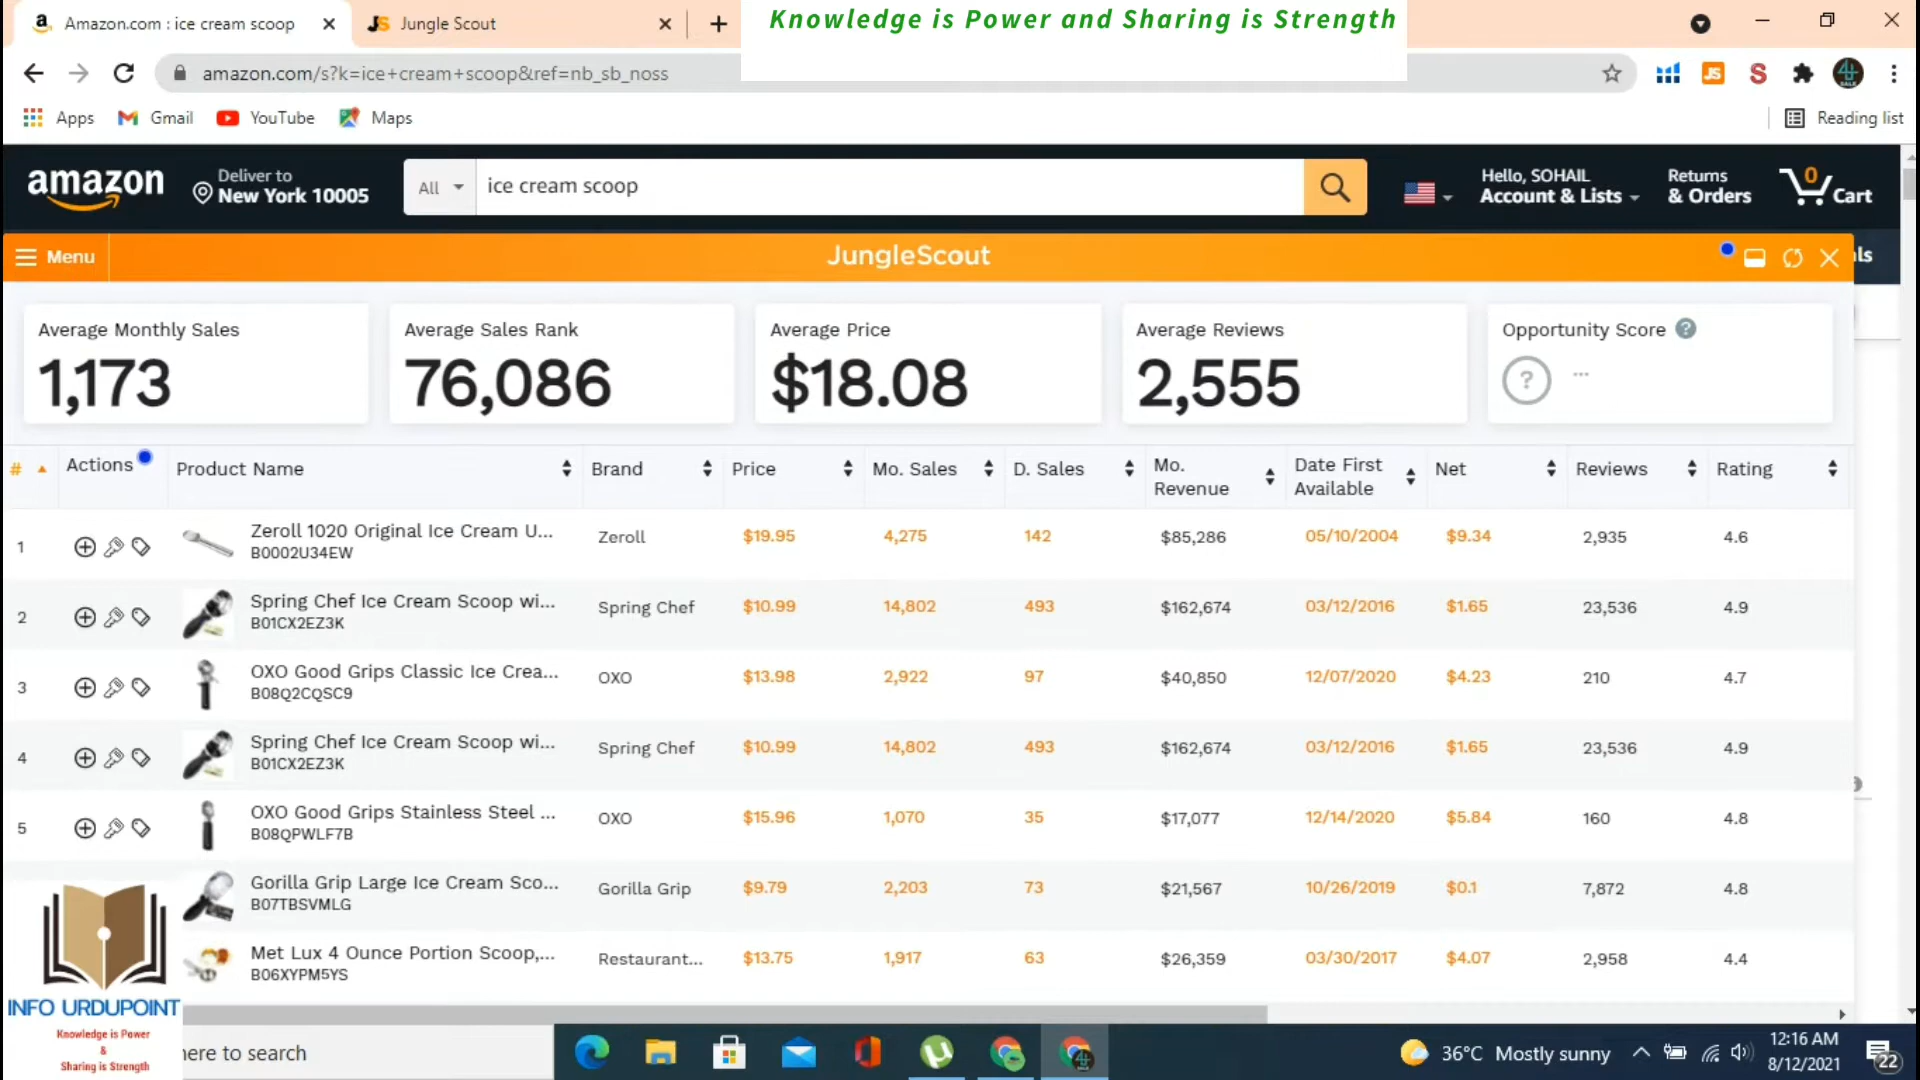 Amazon.com : ice cream scoop
Jungle Scout
Knowledge is Power and Sharing is Strength
amazon.com/s?k=ice+cream+scoop&ref=nb_sb_noss
Apps Gmail YouTube Maps Reading list
amazon
Deliver to
New York 10005
All
ice cream scoop
Hello, SOHAIL
Account & Lists
Returns
& Orders
0
Cart
Menu
JungleScout
ls
Average Monthly Sales
1,173
Average Sales Rank
76,086
Average Price
$18.08
Average Reviews
2,555
Opportunity Score ?
? ...
# Actions Product Name Brand Price Mo. Sales D. Sales Mo. Revenue Date First Available Net Reviews Rating
1 Zeroll 1020 Original Ice Cream U... Zeroll $19.95 4,275 142 $85,286 05/10/2004 $9.34 2,935 4.6
B0002U34EW
2 Spring Chef Ice Cream Scoop wi... Spring Chef $10.99 14,802 493 $162,674 03/12/2016 $1.65 23,536 4.9
B01CX2EZ3K
3 OXO Good Grips Classic Ice Crea... OXO $13.98 2,922 97 $40,850 12/07/2020 $4.23 210 4.7
B08Q2CQSC9
4 Spring Chef Ice Cream Scoop wi... Spring Chef $10.99 14,802 493 $162,674 03/12/2016 $1.65 23,536 4.9
B01CX2EZ3K
5 OXO Good Grips Stainless Steel ... OXO $15.96 1,070 35 $17,077 12/14/2020 $5.84 160 4.8
B08QPWLF7B
Gorilla Grip Large Ice Cream Sco... Gorilla Grip $9.79 2,203 73 $21,567 10/26/2019 $0.1 7,872 4.8
B07TBSVMLG
Met Lux 4 Ounce Portion Scoop,... Restaurant... $13.75 1,917 63 $26,359 03/30/2017 $4.07 2,958 4.4
B06XYPM5YS
INFO URDUPOINT
Knowledge is Power
&
Sharing is Strength
here to search
36°C Mostly sunny
12:16 AM
8/12/2021
22